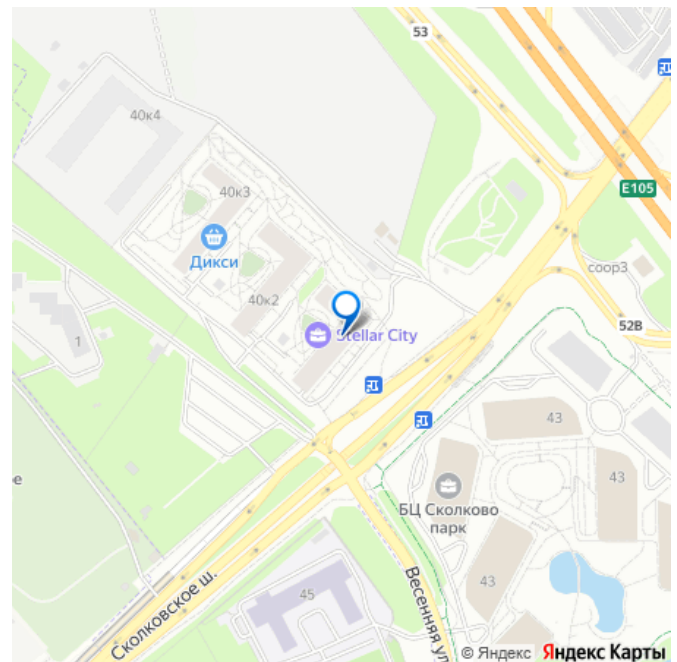 53
40к4
40к3
E105
Дикси
соор3
40к2
52В
Stellar City
1
43
43
БЦ Сколково
парк
43
45
Сколковское ш.
Весенняя ул
© Яндекс Яндекс Карты